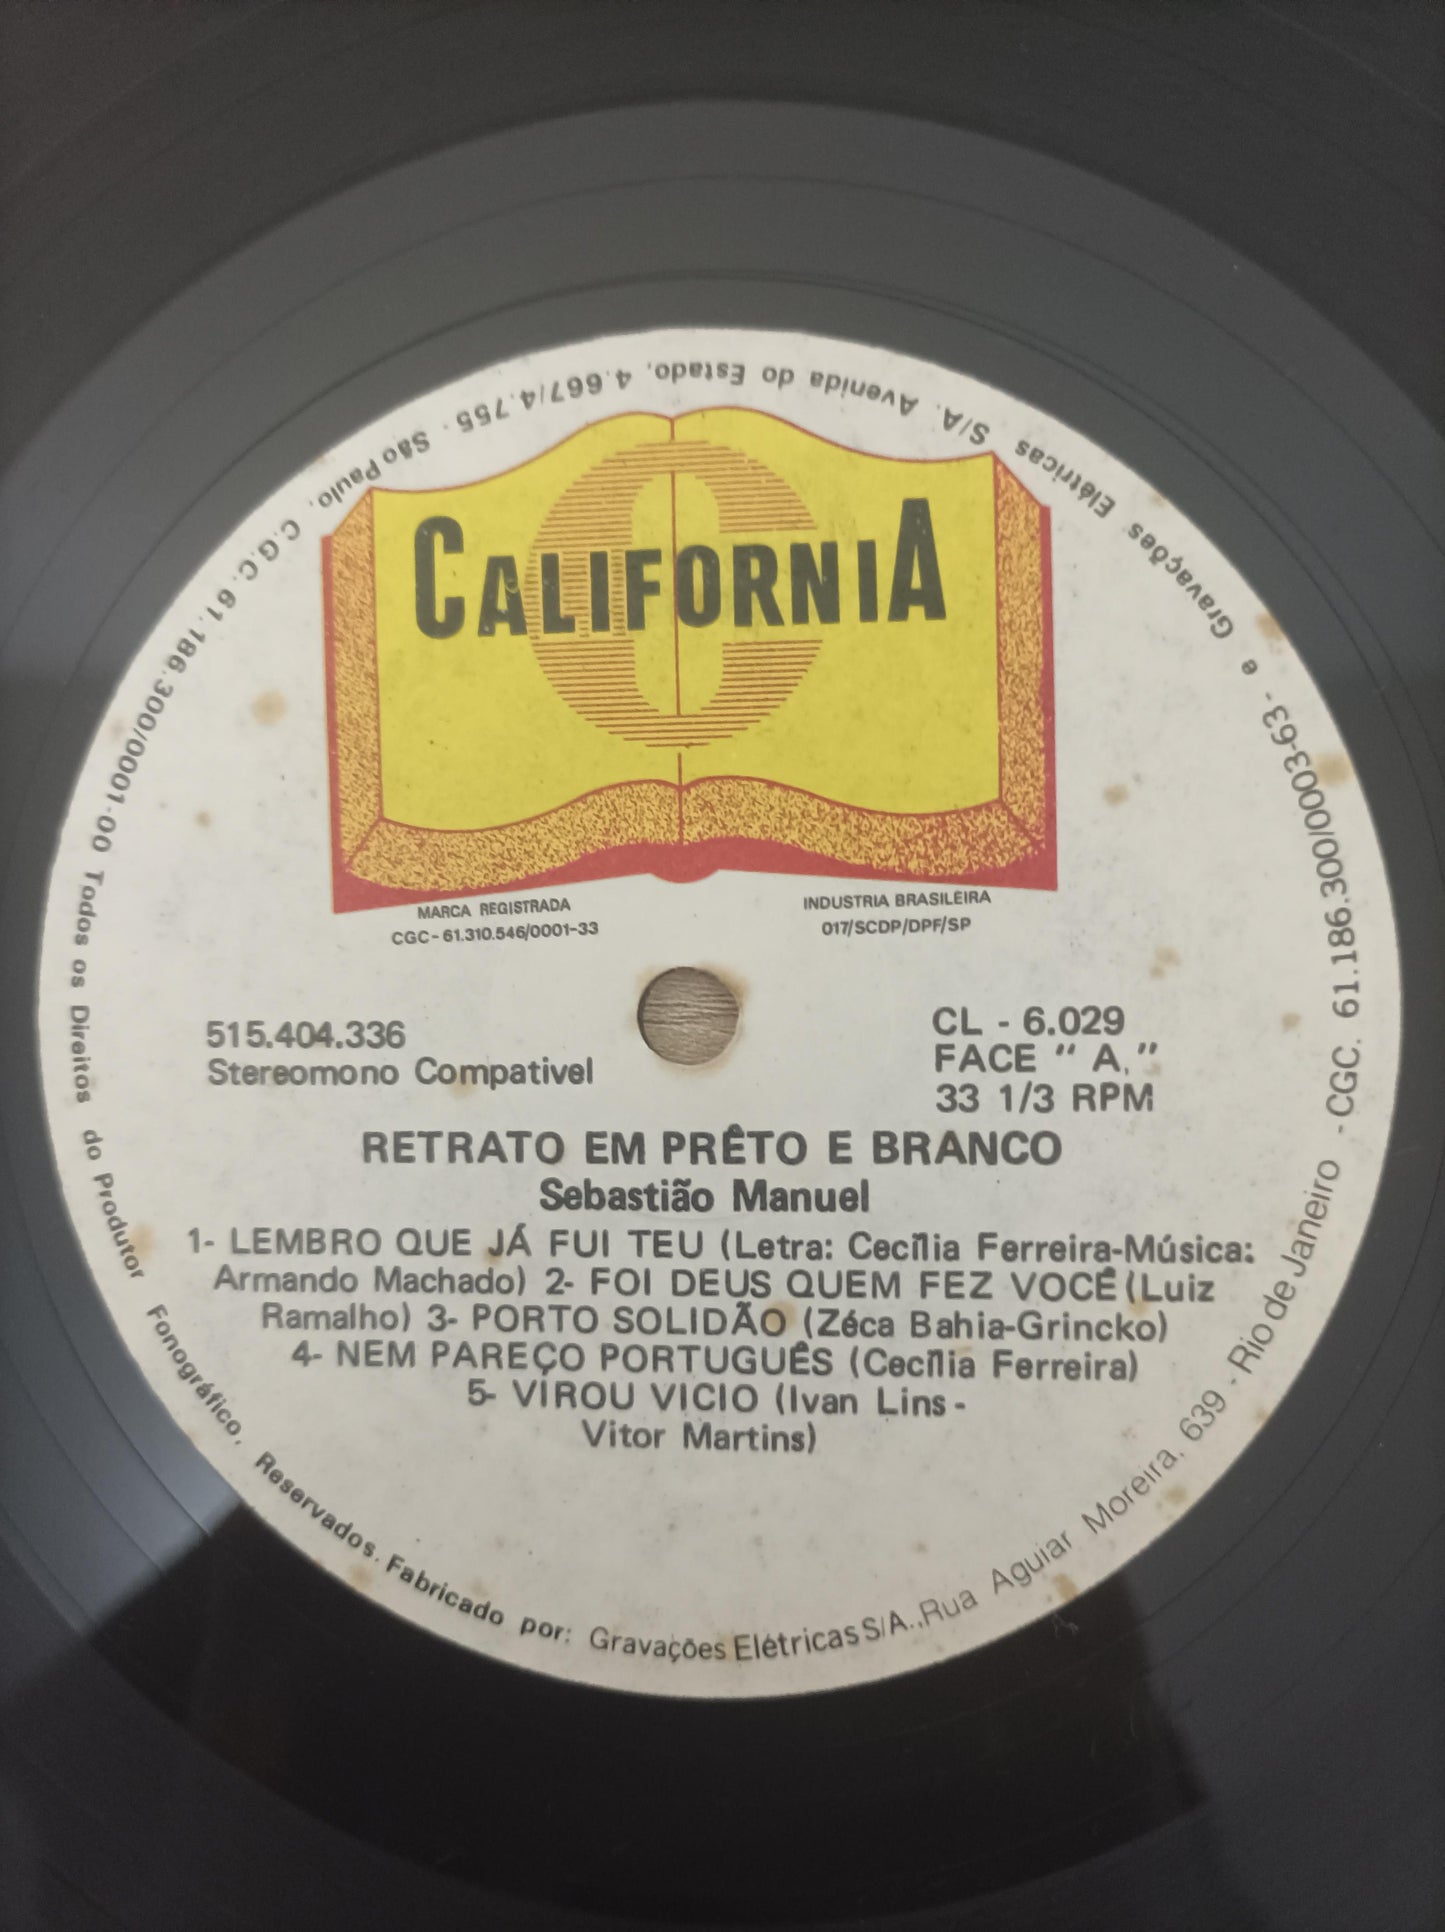 CALIFORNIA
MARCA REGISTRADA
CGC-61.310.546/0001-33
INDUSTRIA BRASILEIRA
017/SCDP/DPF/SP
515.404.336
Stereomono Compativel
CL - 6.029
FACE " A."
33 1/3 RPM
RETRATO EM PRÊTO E BRANCO
Sebastião Manuel
1- LEMBRO QUE JÁ FUI TEU (Letra: Cecília Ferreira-Música:
Armando Machado) 2- FOI DEUS QUEM FEZ VOCÊ (Luiz
Ramalho) 3- PORTO SOLIDÃO (Zéca Bahia-Grincko)
4- NEM PAREÇO PORTUGUÊS (Cecília Ferreira)
5- VIROU VICIO (Ivan Lins -
Vitor Martins)
Todos os Direitos do Produtor Fonográfico. Reservados. Fabricado por: Gravações Elétricas S/A.,Rua Aguiar Moreira, 639 - Rio de Janeiro - CGC. 61.186.300/0003-63 - e Gravações Elétricas S/A. Avenida do Estado, 4.667/4.755 - São Paulo, C.G.C. 61.186.300/0001-00